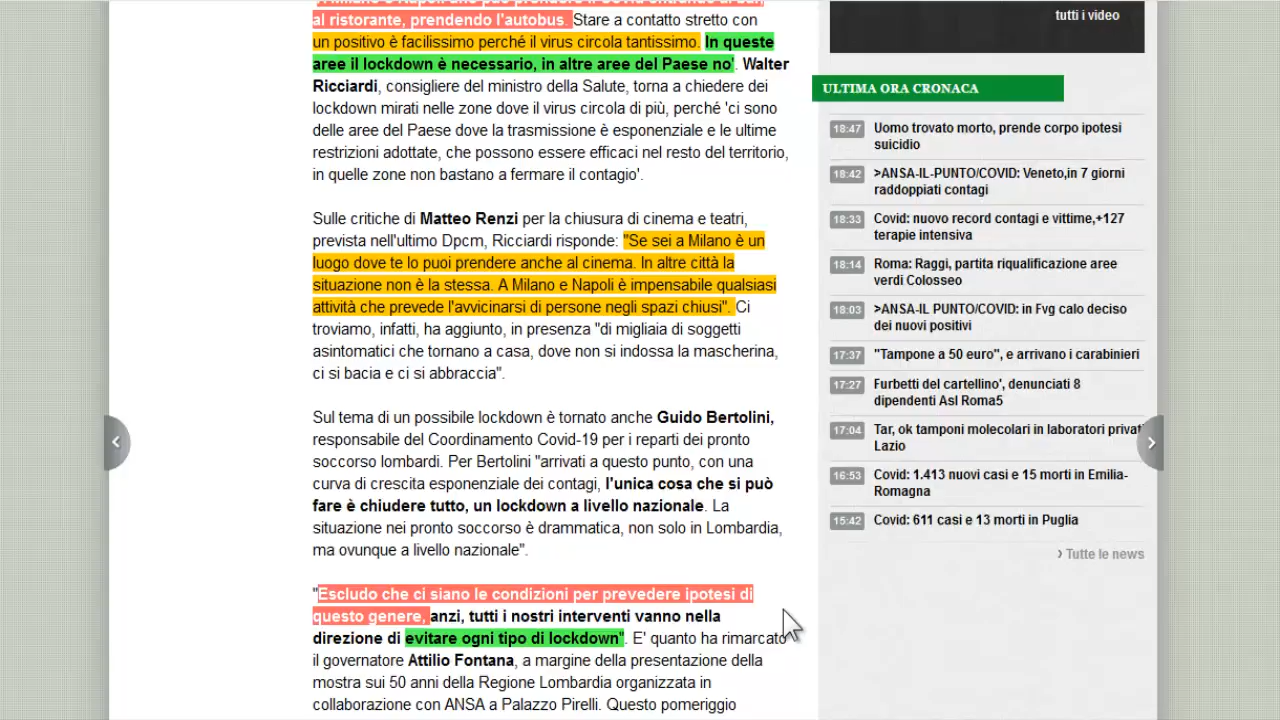 al ristorante, prendendo l'autobus. Stare a contatto stretto con
un positivo è facilissimo perché il virus circola tantissimo. In queste
aree il lockdown è necessario, in altre aree del Paese no'. Walter
Ricciardi, consigliere del ministro della Salute, torna a chiedere dei
lockdown mirati nelle zone dove il virus circola di più, perché 'ci sono
delle aree del Paese dove la trasmissione è esponenziale e le ultime
restrizioni adottate, che possono essere efficaci nel resto del territorio,
in quelle zone non bastano a fermare il contagio'.
Sulle critiche di Matteo Renzi per la chiusura di cinema e teatri,
prevista nell'ultimo Dpcm, Ricciardi risponde: "Se sei a Milano è un
luogo dove te lo puoi prendere anche al cinema. In altre città la
situazione non è la stessa. A Milano e Napoli è impensabile qualsiasi
attività che prevede l'avvicinarsi di persone negli spazi chiusi". Ci
troviamo, infatti, ha aggiunto, in presenza "di migliaia di soggetti
asintomatici che tornano a casa, dove non si indossa la mascherina,
ci si bacia e ci si abbraccia".
Sul tema di un possibile lockdown è tornato anche Guido Bertolini,
responsabile del Coordinamento Covid-19 per i reparti dei pronto
soccorso lombardi. Per Bertolini "arrivati a questo punto, con una
curva di crescita esponenziale dei contagi, l'unica cosa che si può
fare è chiudere tutto, un lockdown a livello nazionale. La
situazione nei pronto soccorso è drammatica, non solo in Lombardia,
ma ovunque a livello nazionale".
"Escludo che ci siano le condizioni per prevedere ipotesi di
questo genere, anzi, tutti i nostri interventi vanno nella
direzione di evitare ogni tipo di lockdown". E' quanto ha rimarcato
il governatore Attilio Fontana, a margine della presentazione della
mostra sui 50 anni della Regione Lombardia organizzata in
collaborazione con ANSA a Palazzo Pirelli. Questo pomeriggio
tutti i video
ULTIMA ORA CRONACA
18:47 Uomo trovato morto, prende corpo ipotesi
suicidio
18:42 >ANSA-IL-PUNTO/COVID: Veneto,in 7 giorni
raddoppiati contagi
18:33 Covid: nuovo record contagi e vittime,+127
terapie intensiva
18:14 Roma: Raggi, partita riqualificazione aree
verdi Colosseo
18:03 >ANSA-IL PUNTO/COVID: in Fvg calo deciso
dei nuovi positivi
17:37 "Tampone a 50 euro", e arrivano i carabinieri
17:27 Furbetti del cartellino', denunciati 8
dipendenti Asl Roma5
17:04 Tar, ok tamponi molecolari in laboratori privati
Lazio
16:53 Covid: 1.413 nuovi casi e 15 morti in Emilia-
Romagna
15:42 Covid: 611 casi e 13 morti in Puglia
› Tutte le news